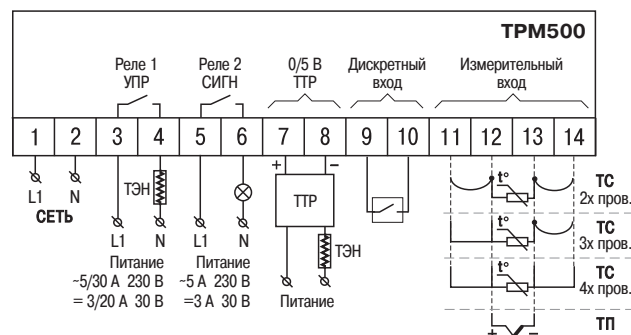 ТРМ500
Реле 1
УПР
Реле 2
СИГН
0/5 В
ТТР
Дискретный
вход
Измерительный
вход
1 2 3 4 5 6 7 8 9 10 11 12 13 14
L1 N
СЕТЬ
ТЭН
L1 N
Питание
~5/30 А 230 В
= 3/20 А 30 В
L1 N
Питание
~5 А 230 В
=3 А 30 В
+ −
ТТР
ТЭН
Питание
t°
ТС
2х пров.
t°
ТС
3х пров.
t°
ТС
4х пров.
+ −
ТП